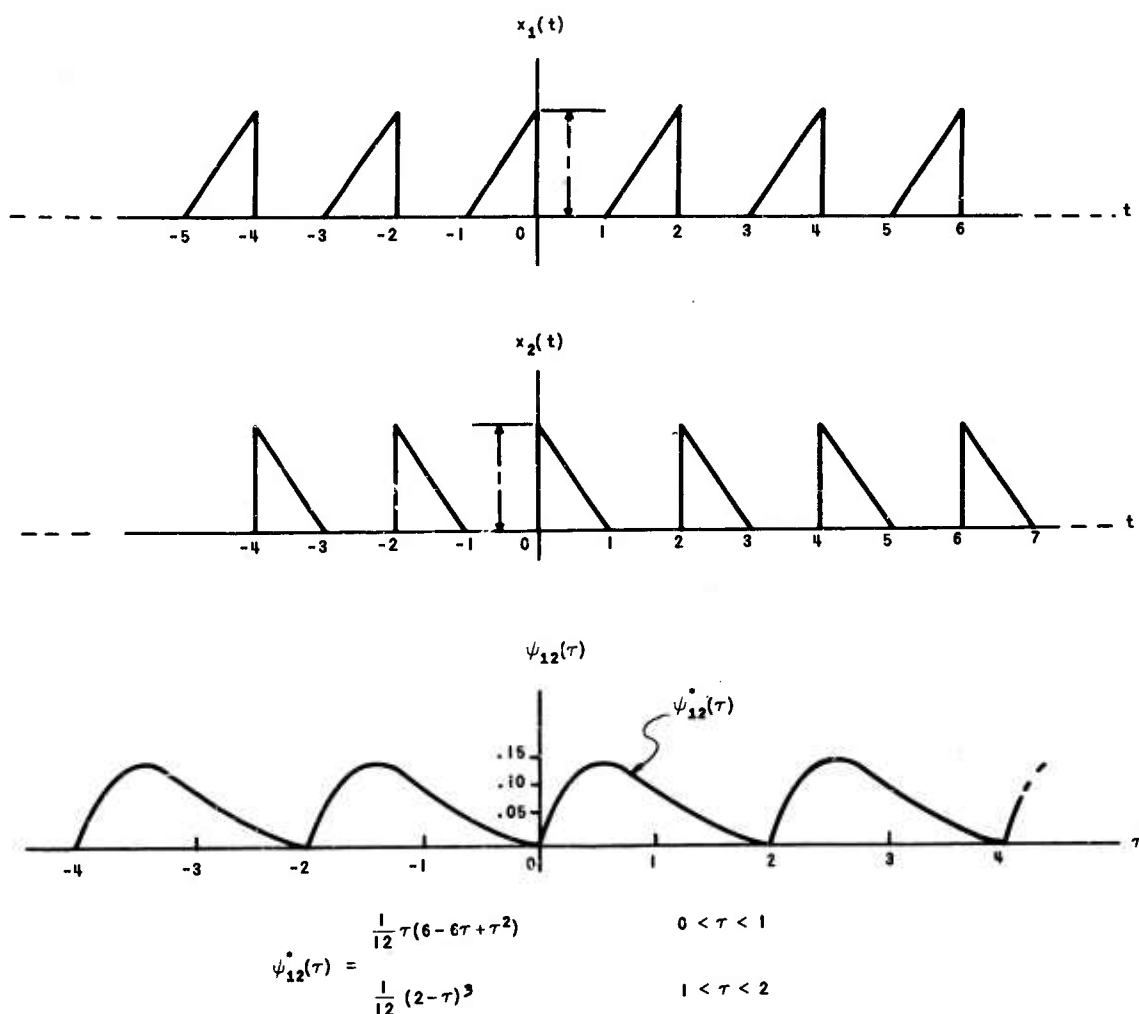 x₁(t)
t
-5 -4 -3 -2 -1 0 1 2 3 4 5 6
x₂(t)
t
-4 -3 -2 -1 0 1 2 3 4 5 6 7
ψ₁₂(τ)
ψ*₁₂(τ)
.15
.10
.05
τ
-4 -3 -2 -1 0 1 2 3 4
1/12 τ(6-6τ+τ²) 0 < τ < 1
ψ*₁₂(τ) =
1/12 (2-τ)³ 1 < τ < 2